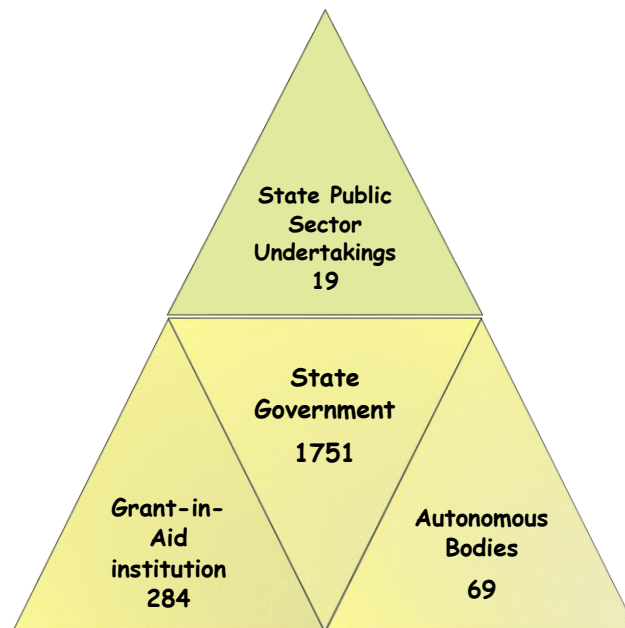 State Public
Sector
Undertakings
19
State
Government
1751
Grant-in-
Aid
institution
284
Autonomous
Bodies
69